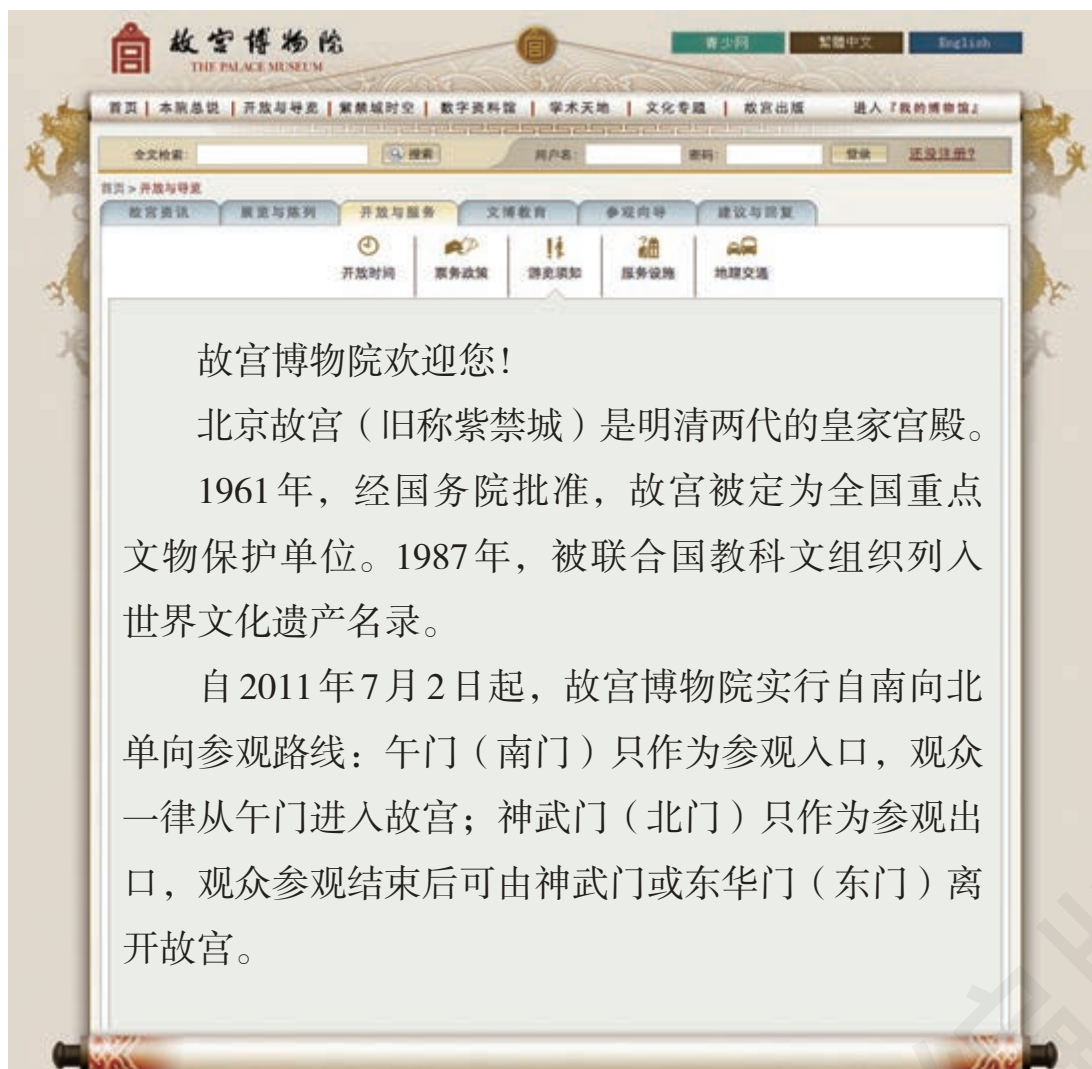 故宫博物院
THE PALACE MUSEUM
青少网 繁體中文 English
首页 | 本院总说 | 开放与导览 | 紫禁城时空 | 数字资料馆 | 学术天地 | 文化专题 | 故宫出版 进入『我的博物馆』
全文检索: 搜索 用户名: 密码: 登录 还没注册?
首页 > 开放与导览
故宫资讯 展览与陈列 开放与服务 文博教育 参观向导 建议与回复
开放时间 票务政策 游览须知 服务设施 地理交通
故宫博物院欢迎您!
北京故宫（旧称紫禁城）是明清两代的皇家宫殿。
1961年，经国务院批准，故宫被定为全国重点
文物保护单位。1987年，被联合国教科文组织列入
世界文化遗产名录。
自2011年7月2日起，故宫博物院实行自南向北
单向参观路线：午门（南门）只作为参观入口，观众
一律从午门进入故宫；神武门（北门）只作为参观出
口，观众参观结束后可由神武门或东华门（东门）离
开故宫。